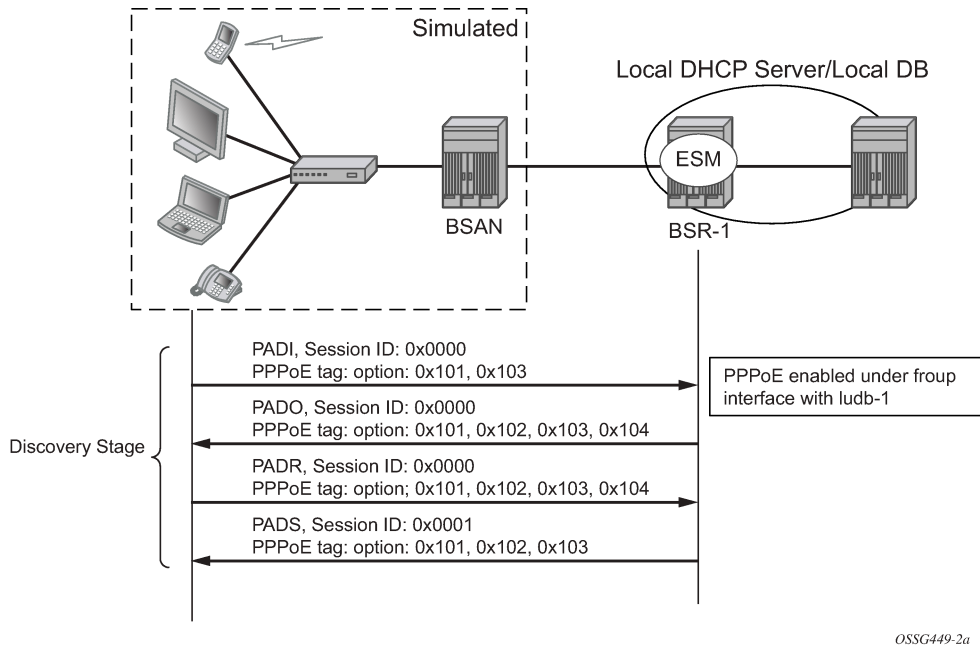 Simulated
Local DHCP Server/Local DB
ESM
BSAN
BSR-1
PADI, Session ID: 0x0000
PPPoE tag: option: 0x101, 0x103
PPPoE enabled under froup
interface with ludb-1
PADO, Session ID: 0x0000
PPPoE tag: option: 0x101, 0x102, 0x103, 0x104
Discovery Stage
PADR, Session ID: 0x0000
PPPoE tag: option; 0x101, 0x102, 0x103, 0x104
PADS, Session ID: 0x0001
PPPoE tag: option: 0x101, 0x102, 0x103
OSSG449-2a